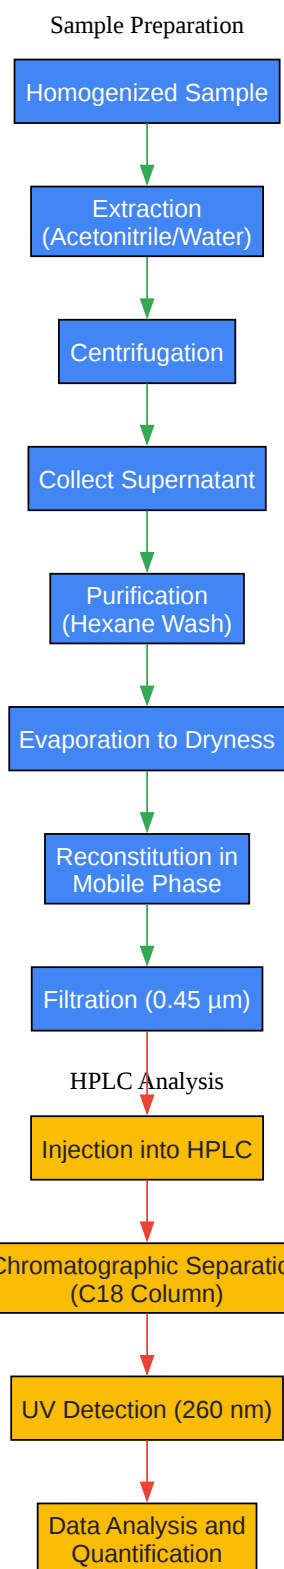 Sample Preparation
Homogenized Sample
Extraction
(Acetonitrile/Water)
Centrifugation
Collect Supernatant
Purification
(Hexane Wash)
Evaporation to Dryness
Reconstitution in
Mobile Phase
Filtration (0.45 µm)
HPLC Analysis
Injection into HPLC
Chromatographic Separatio
(C18 Column)
UV Detection (260 nm)
Data Analysis and
Quantification